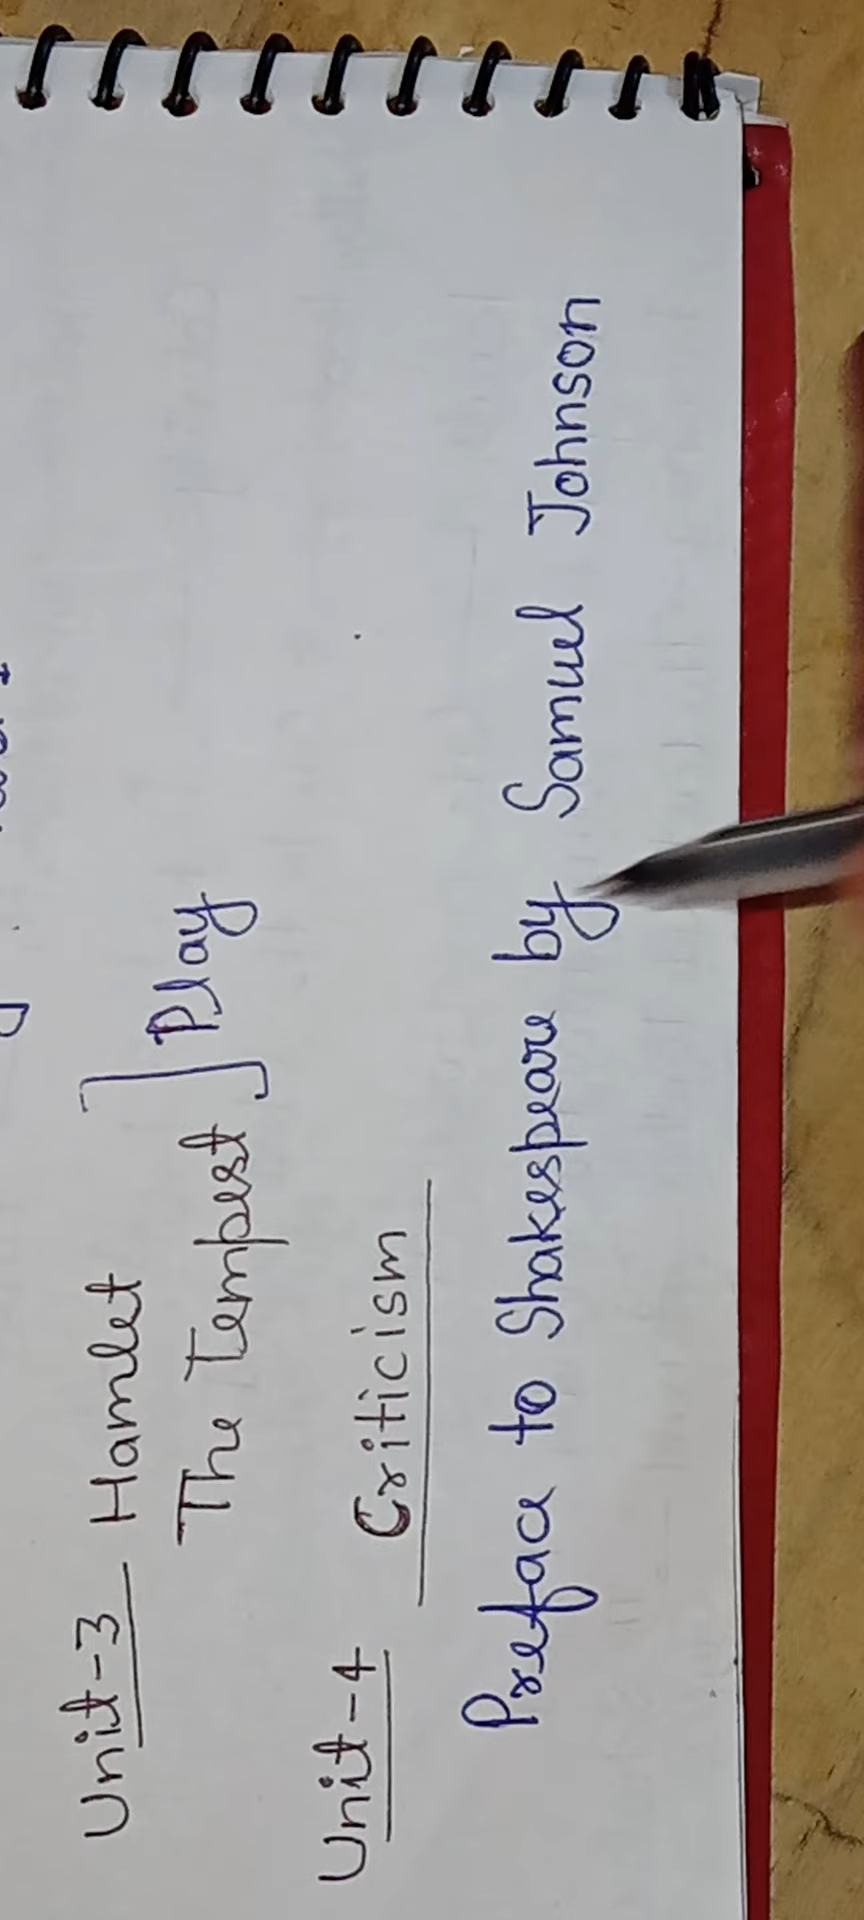 Unit-3 Hamlet ] Play
The Tempest
Unit-4 Criticism
Preface to Shakespeare by Samuel Johnson